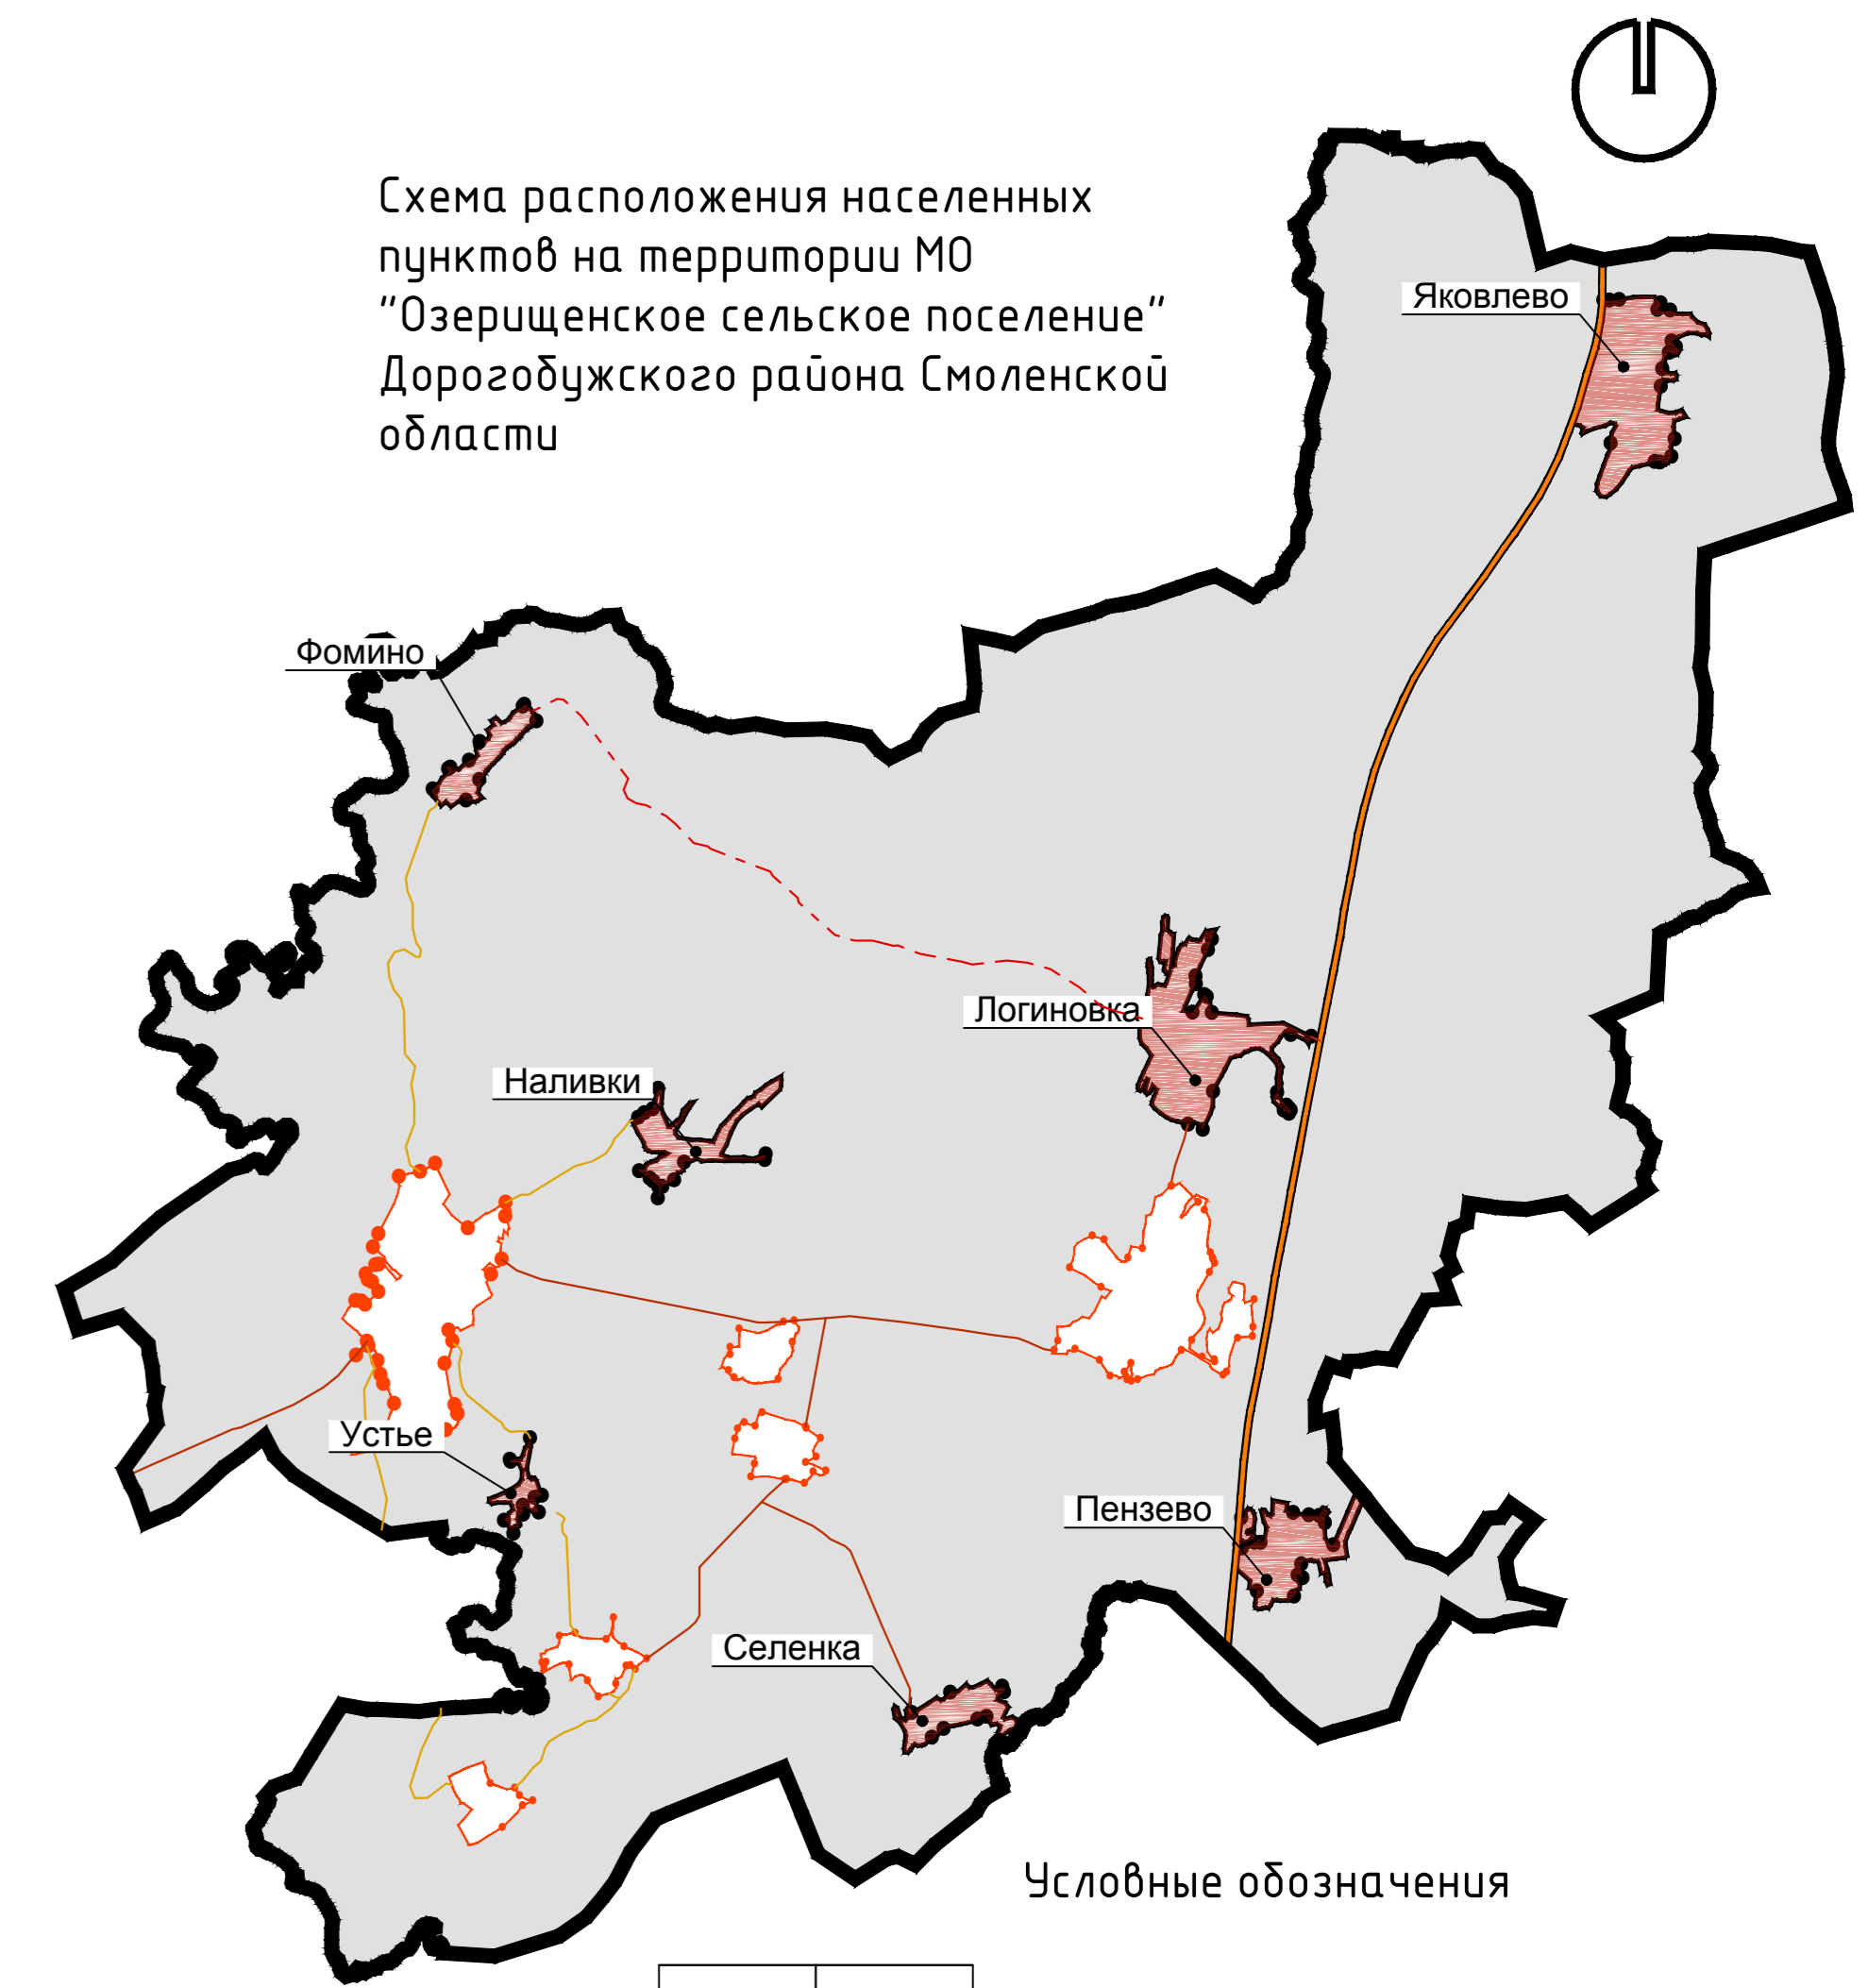 Схема расположения населенных
пунктов на территории МО
"Озерищенское сельское поселение"
Дорогобужского района Смоленской
области
Яковлево
Фомино
Логиновка
Наливки
Устье
Пензево
Селенка
Условные обозначения